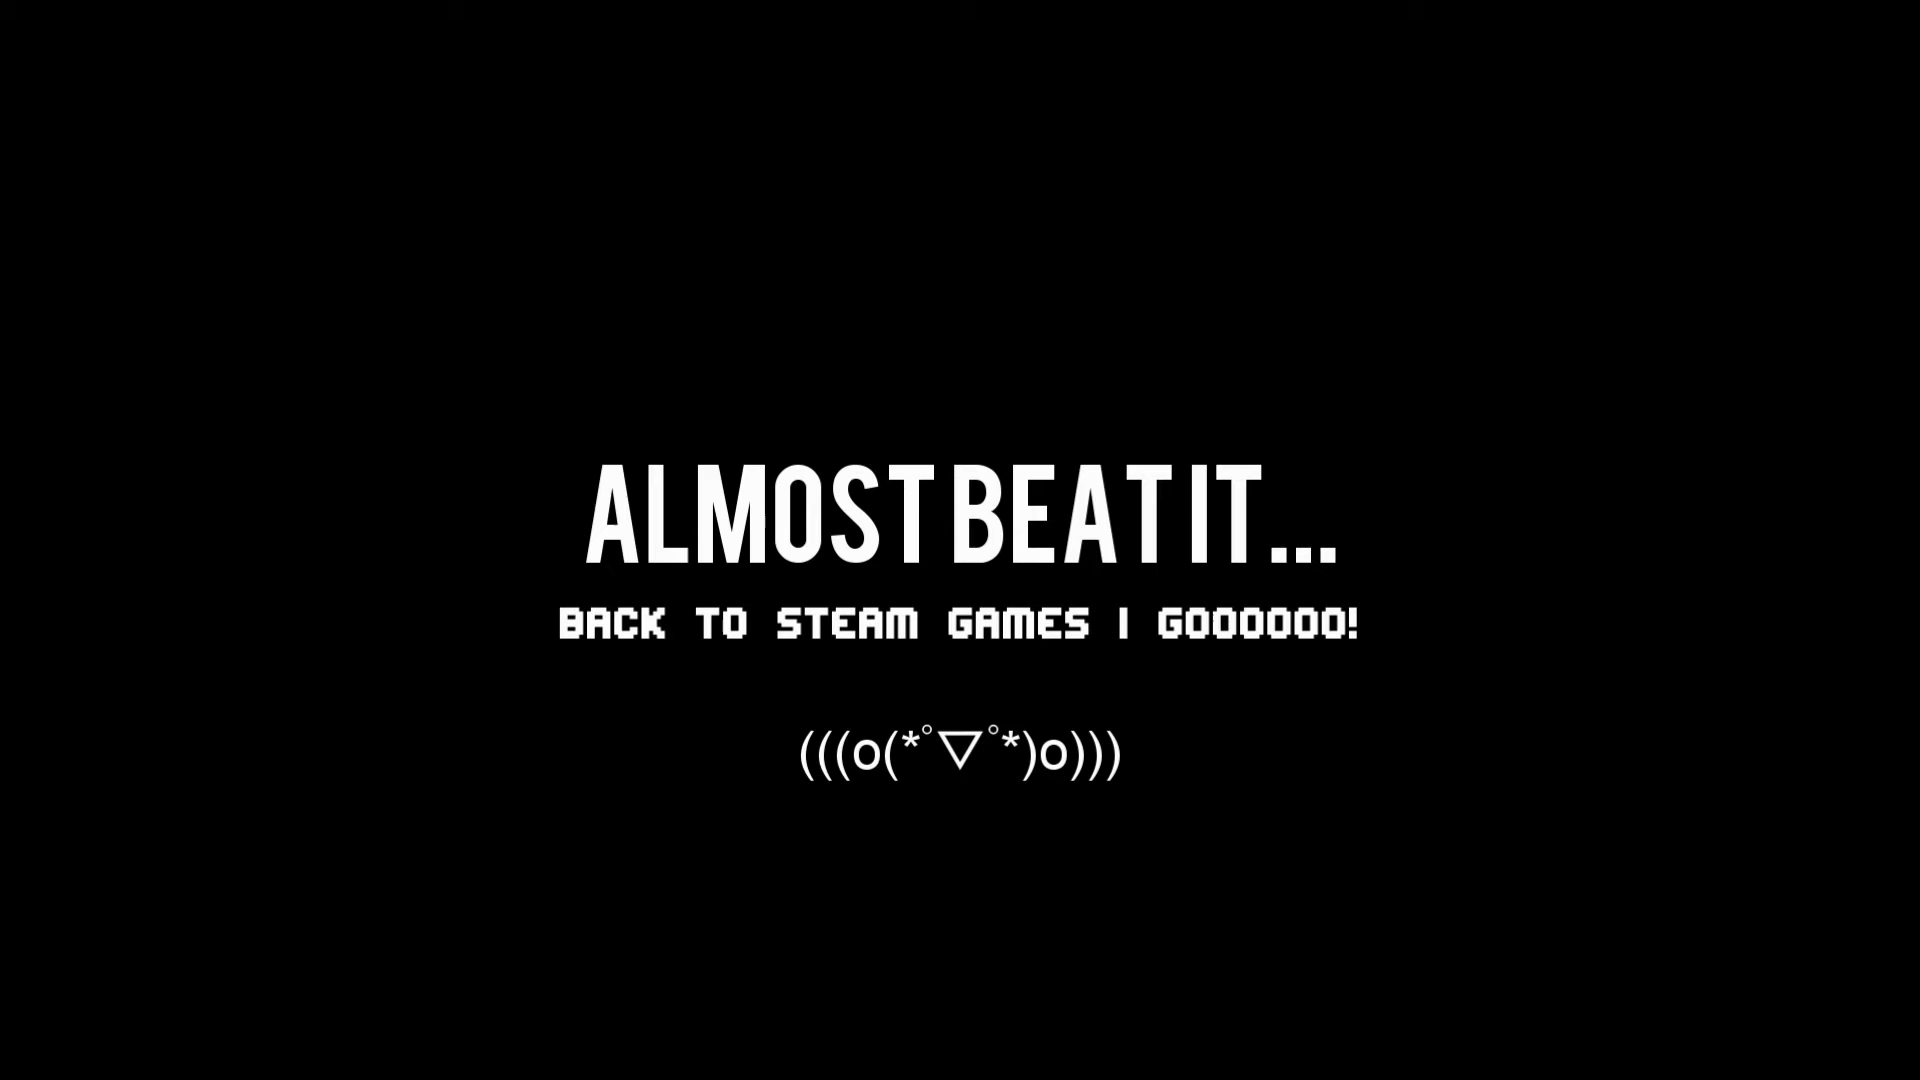 ALMOST BEAT IT...
BACK TO STEAM GAMES I GOOOOOO!
(((o(*ﾟ▽ﾟ*)o)))